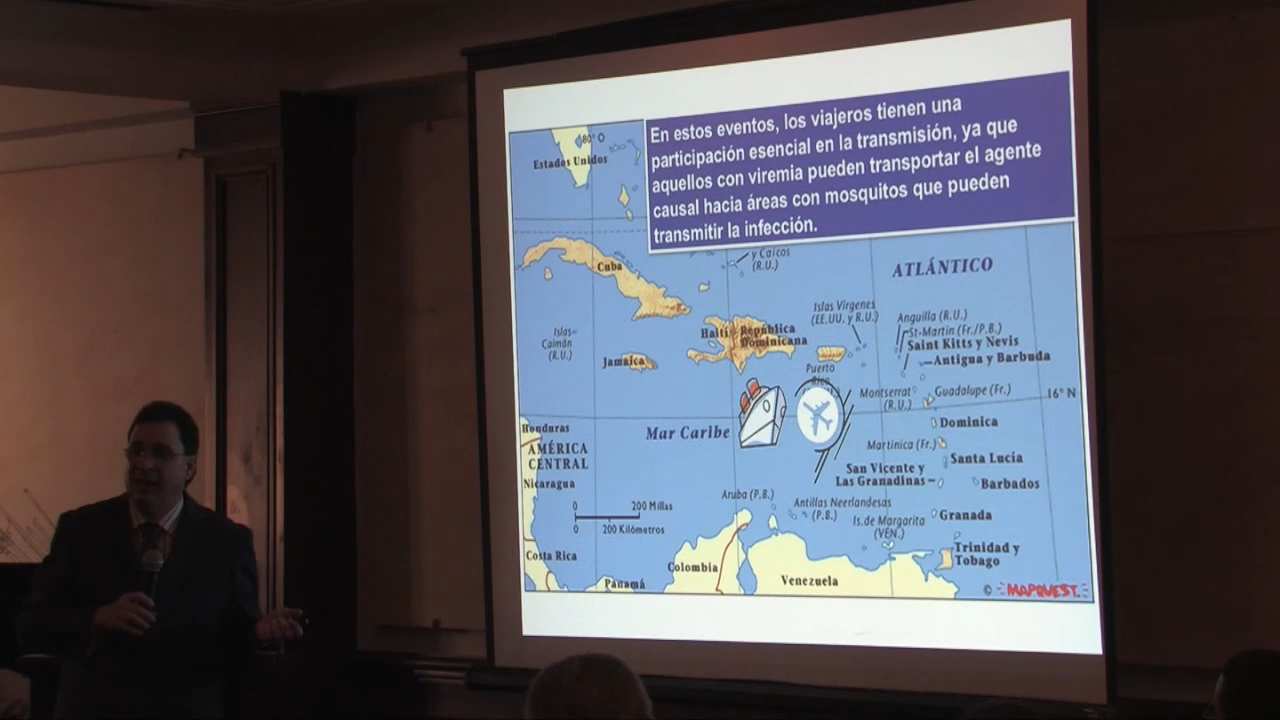 En estos eventos, los viajeros tienen una
participación esencial en la transmisión, ya que
aquellos con viremia pueden transportar el agente
causal hacia áreas con mosquitos que pueden
transmitir la infección.
80° O
Estados Unidos
y Caicos
(R.U.)
ATLÁNTICO
Cuba
Islas
Caimán
(R.U.)
Jamaica
Haití
República
Dominicana
Puerto
Islas Vírgenes
(EE.UU. y R.U.)
Anguilla (R.U.)
St-Martin (Fr./P.B.)
Saint Kitts y Nevis
Antigua y Barbuda
Montserrat
(R.U.)
Guadalupe (Fr.)
16° N
Dominica
Martinica (Fr.)
Santa Lucía
San Vicente y
Las Granadinas
Barbados
Granada
Trinidad y
Tobago
Mar Caribe
Honduras
AMÉRICA
CENTRAL
Nicaragua
Costa Rica
Panamá
0 200 Millas
0 200 Kilómetros
Aruba (P.B.)
Antillas Neerlandesas
(P.B.)
Is. de Margarita
(VEN.)
Colombia
Venezuela
© MAPQUEST.